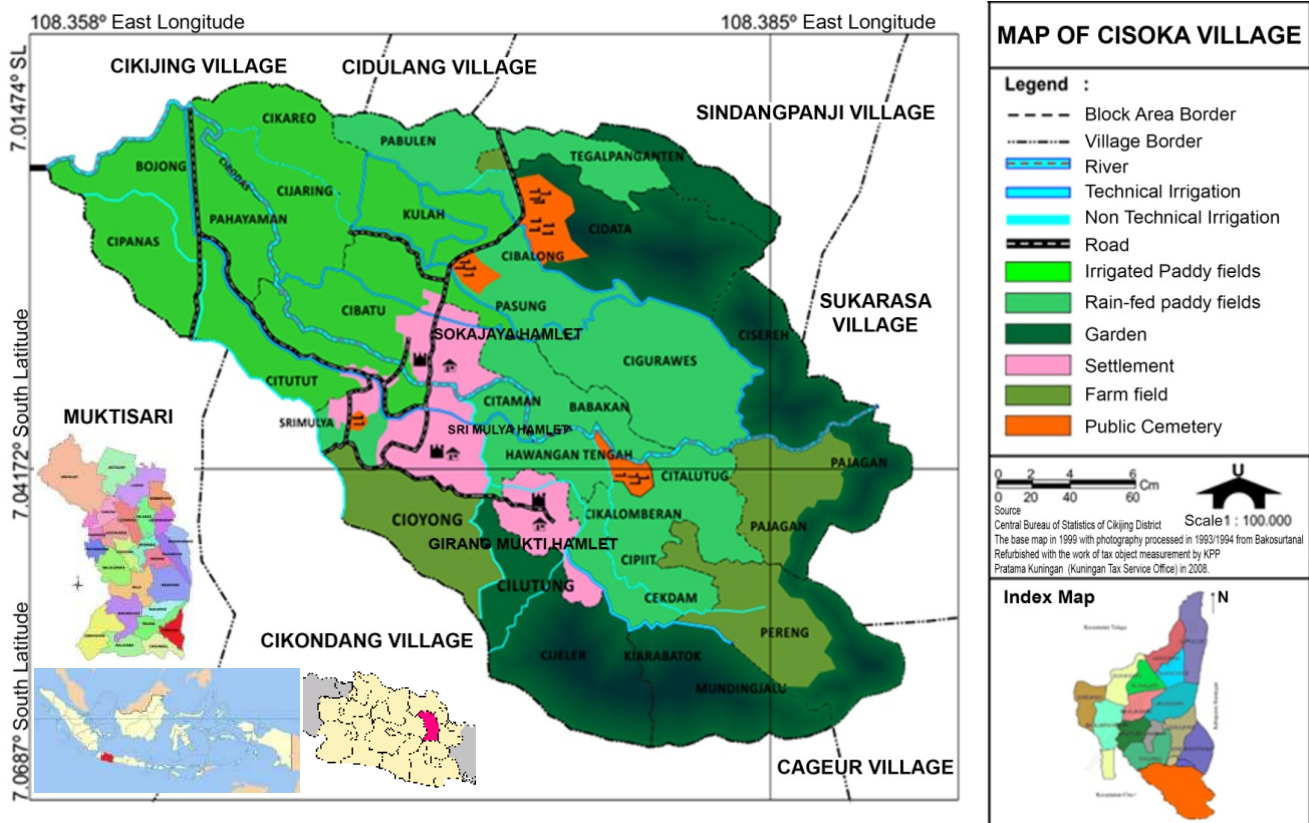 108.358º East Longitude
108.385º East Longitude
7.01474º SL
7.04172º South Latitude
7.0687º South Latitude
CIKIJING VILLAGE
CIDULANG VILLAGE
SINDANGPANJI VILLAGE
SUKARASA
VILLAGE
CAGEUR VILLAGE
CIKONDANG VILLAGE
MUKTISARI
CIKAREO
PABULEN
TEGALPANGANTEN
BOJONG
CIJARING
KULAH
CIDATA
PAHAYAMAN
CIPANAS
CIBALONG
PASUNG
CIBATU
CISEREH
SOKAJAYA HAMLET
CIGURAWES
CITUTUT
CITAMAN
BABAKAN
SRIMULYA
SRI MULYA HAMLET
HAWANGAN TENGAH
CITALUTUG
PAJAGAN
CIOYONG
CIKALOMBERAN
PAJAGAN
GIRANG MUKTI HAMLET
CIPIIT
CILUTUNG
CEKDAM
PERENG
CIJELER
KIARABATOK
MUNDINGJALU
MAP OF CISOKA VILLAGE
Legend :
Block Area Border
Village Border
River
Technical Irrigation
Non Technical Irrigation
Road
Irrigated Paddy fields
Rain-fed paddy fields
Garden
Settlement
Farm field
Public Cemetery
0 2 4 6
Cm
0 20 40 60
U
Scale 1 : 100.000
Source
Central Bureau of Statistics of Cikijing District
The base map in 1999 with photography processed in 1993/1994 from Bakosurtanal
Refurbished with the work of tax object measurement by KPP
Pratama Kuningan (Kuningan Tax Service Office) in 2008.
Index Map
N